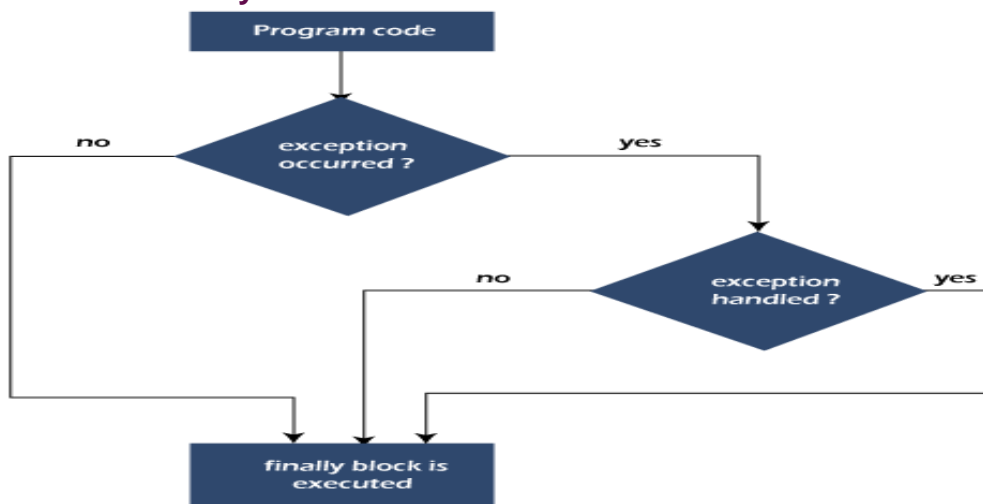 Program code
exception
occurred ?
no
yes
exception
handled ?
no
yes
finally block is
executed